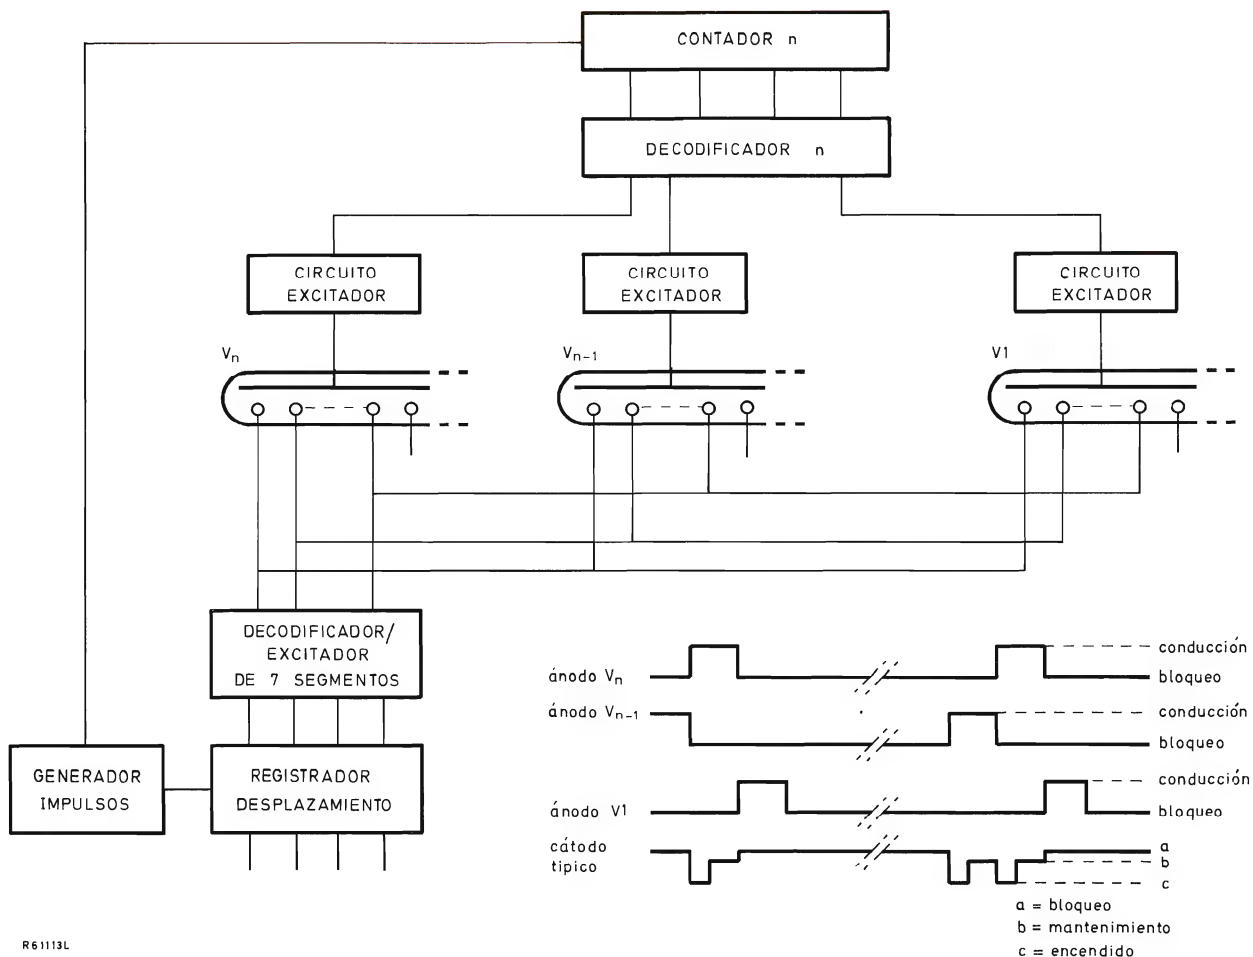 CONTADOR n
DECODIFICADOR n
CIRCUITO
EXCITADOR
CIRCUITO
EXCITADOR
CIRCUITO
EXCITADOR
Vn
Vn-1
V1
DECODIFICADOR/
EXCITADOR
DE 7 SEGMENTOS
GENERADOR
IMPULSOS
REGISTRADOR
DESPLAZAMIENTO
ánodo Vn
conducción
bloqueo
ánodo Vn-1
conducción
bloqueo
ánodo V1
conducción
bloqueo
cátodo
típico
a
b
c
a = bloqueo
b = mantenimiento
c = encendido
R61113L